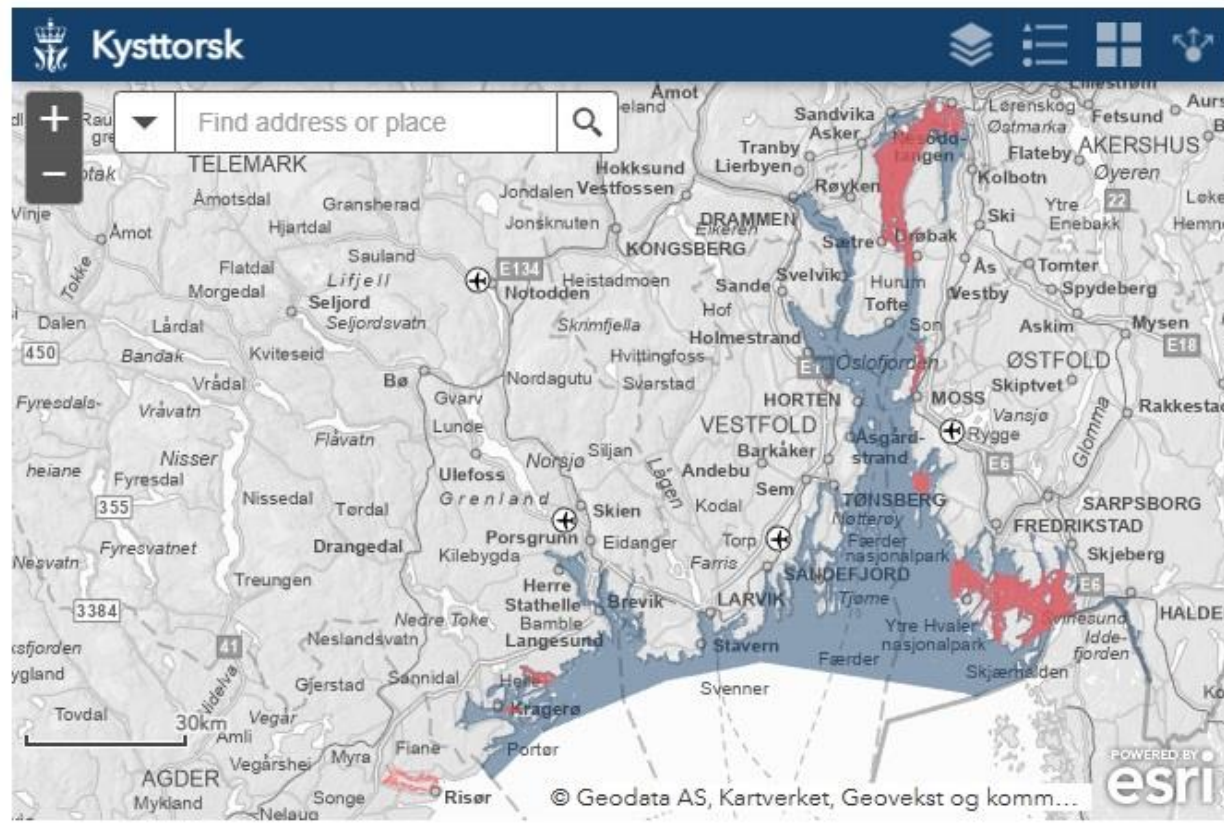 Kysttorsk
+
−
Find address or place
Åmot
Sandvika
Lørenskog
Fetsund
Asker
Østmarka
TELEMARK
Tranby
Nesodd-
tangen
Flateby
AKERSHUS
Hokksund
Lierbyen
Øyeren
Åmotsdal
Gransherad
Jondalen
Vestfossen
Røyken
Kolbotn
Vinje
Åmot
Hjartdal
Jonsknuten
DRAMMEN
Eikeren
Ski
Ytre
Enebakk
22
Tokke
Sauland
KONGSBERG
Sætre
Drøbak
Flatdal
Lifjell
E134
Heistadmoen
Svelvik
Hurum
Ås
Tomter
Morgedal
Notodden
Sande
Tofte
Vestby
Spydeberg
Seljord
Hof
Dalen
Lårdal
Seljordsvatn
Skrimfjella
Holmestrand
Son
Askim
Mysen
450
Bandak
Kviteseid
Hvittingfoss
Oslofjorden
ØSTFOLD
E18
Vrådal
Bø
Nordagutu
Svarstad
Skiptvet
Fyresdals-
Vråvatn
Gvarv
HORTEN
MOSS
Vansjø
Rakkestad
Flåvatn
Lunde
VESTFOLD
Åsgård-
strand
Rygge
Glomma
heiane
Nisser
Norsjø
Siljan
Barkåker
E6
Fyresdal
Ulefoss
Lågen
Andebu
Nissedal
Grenland
Sem
TØNSBERG
SARPSBORG
355
Tørdal
Skien
Kodal
Nøtterøy
FREDRIKSTAD
Fyresvatnet
Drangedal
Porsgrunn
Eidanger
Torp
Færder
nasjonalpark
Skjeberg
Nesvatn
Kilebygda
Farris
SANDEFJORD
Treungen
Herre
Tjøme
E6
3384
Stathelle
Brevik
LARVIK
Nedre Toke
Bamble
Ytre Hvaler
nasjonalpark
Svinesund
Idde-
fjorden
41
Neslandsvatn
Langesund
Stavern
Færder
Skjærhalden
Gjerstad
Sannidal
Helle
Svenner
Tovdal
Nidelva
Kragerø
30km
Vegår
Åmli
Fiane
Portør
Vegårshei
Myra
AGDER
Mykland
Songe
Risør
Nelaug
© Geodata AS, Kartverket, Geovekst og komm...
POWERED BY
esri